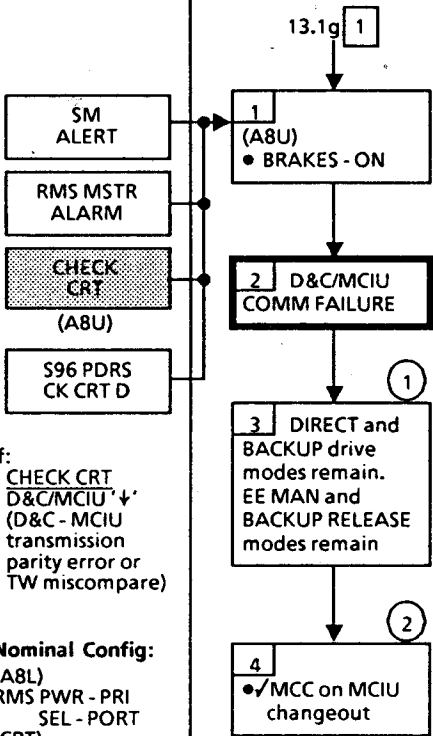 13.1g 1
SM
ALERT
RMS MSTR
ALARM
CHECK
CRT
(A8U)
S96 PDRS
CK CRT D
f:
CHECK CRT
D&C/MCIU '↓'
(D&C - MCIU
transmission
parity error or
TW miscompare)
Nominal Config:
A8L)
RMS PWR - PRI
SEL - PORT
CRT)
1
(A8U)
• BRAKES - ON
2 D&C/MCIU
COMM FAILURE
1
3 DIRECT and
BACKUP drive
modes remain.
EE MAN and
BACKUP RELEASE
modes remain
2
4
•√MCC on MCIU
changeout